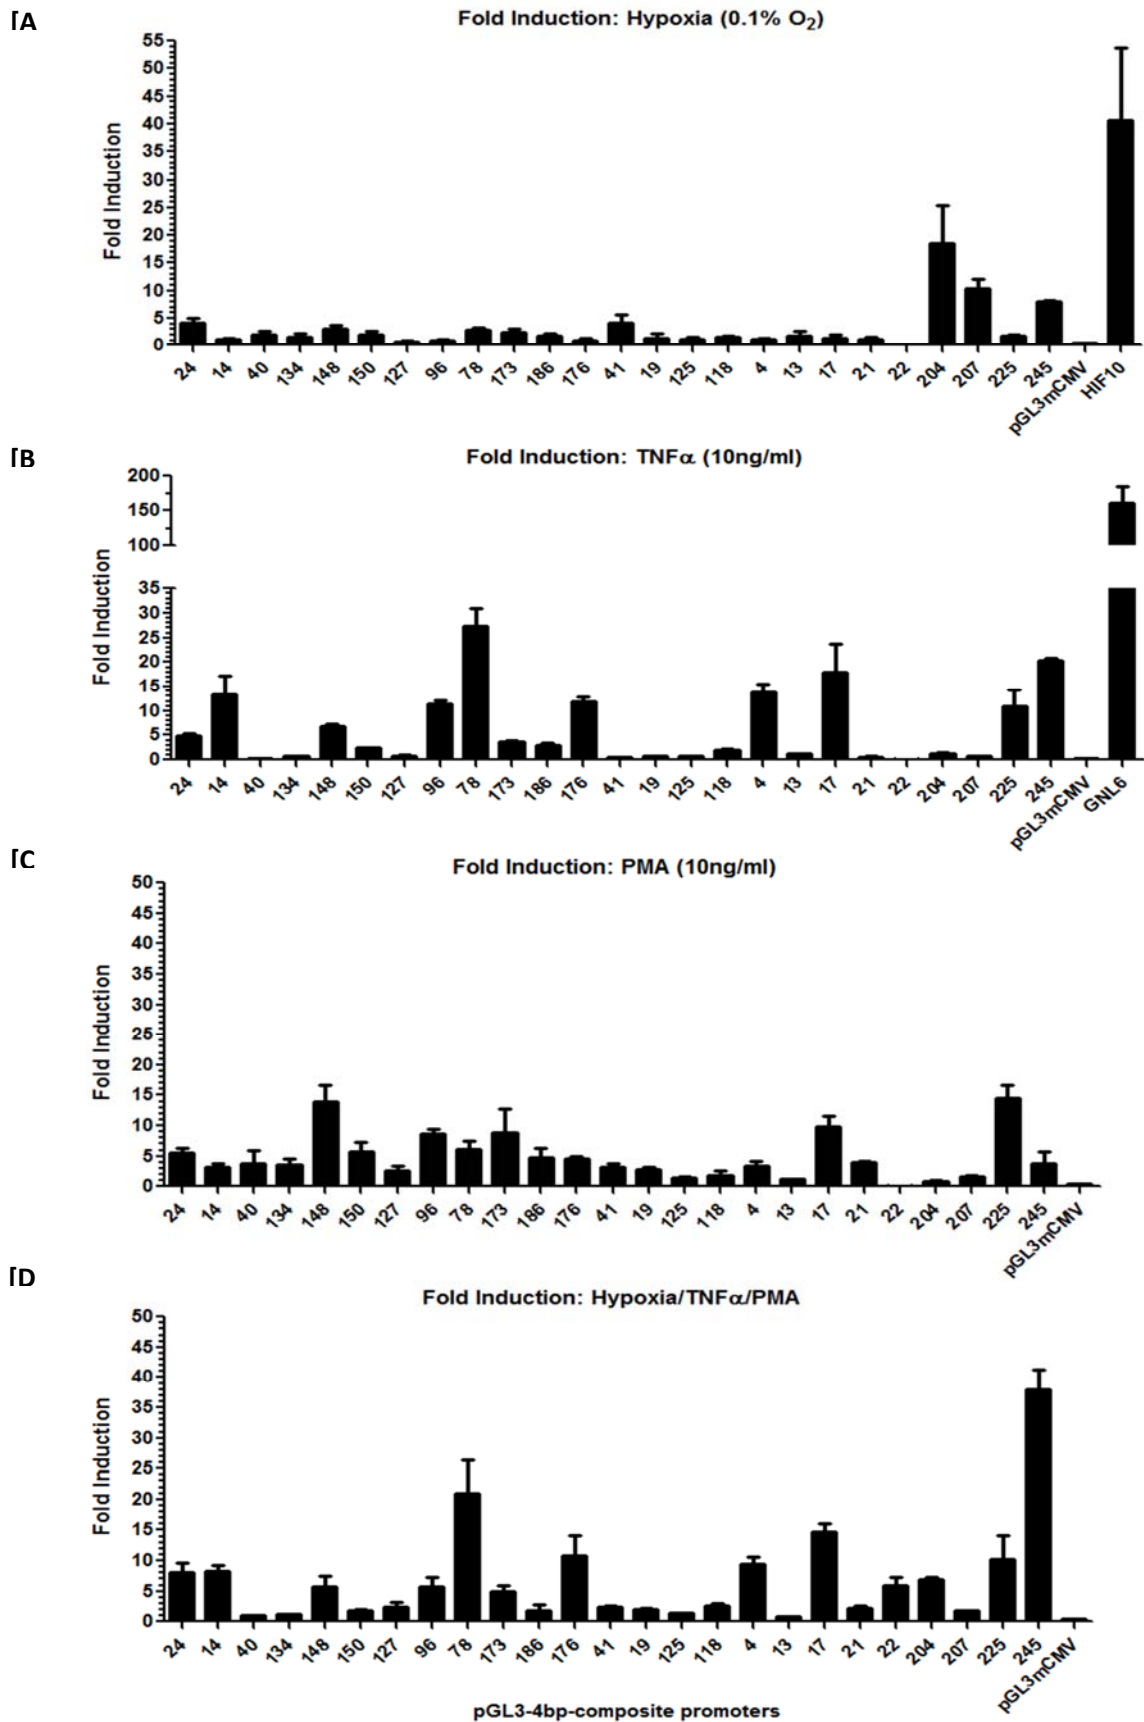 [A
Fold Induction: Hypoxia (0.1% O2)
Fold Induction
55
50
45
40
35
30
25
20
15
10
5
0
24 14 40 134 148 150 127 96 78 173 186 176 41 19 125 118 4 13 17 21 22 204 207 225 245 pGL3mCMV HIF10
[B
Fold Induction: TNFα (10ng/ml)
Fold Induction
200
150
100
35
30
25
20
15
10
5
0
24 14 40 134 148 150 127 96 78 173 186 176 41 19 125 118 4 13 17 21 22 204 207 225 245 pGL3mCMV GNL6
[C
Fold Induction: PMA (10ng/ml)
Fold Induction
50
45
40
35
30
25
20
15
10
5
0
24 14 40 134 148 150 127 96 78 173 186 176 41 19 125 118 4 13 17 21 22 204 207 225 245 pGL3mCMV
[D
Fold Induction: Hypoxia/TNFα/PMA
Fold Induction
50
45
40
35
30
25
20
15
10
5
0
24 14 40 134 148 150 127 96 78 173 186 176 41 19 125 118 4 13 17 21 22 204 207 225 245 pGL3mCMV
pGL3-4bp-composite promoters